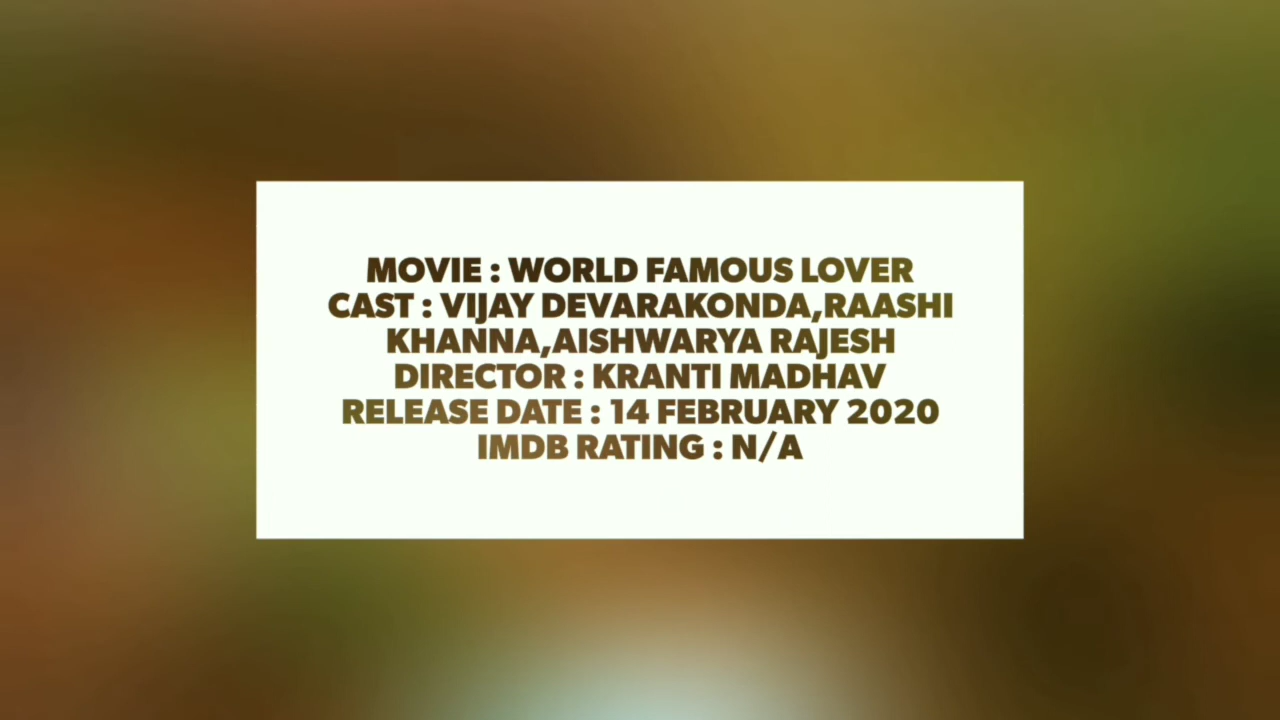 MOVIE : WORLD FAMOUS LOVER
CAST : VIJAY DEVARAKONDA,RAASHI
KHANNA,AISHWARYA RAJESH
DIRECTOR : KRANTI MADHAV
RELEASE DATE : 14 FEBRUARY 2020
IMDB RATING : N/A